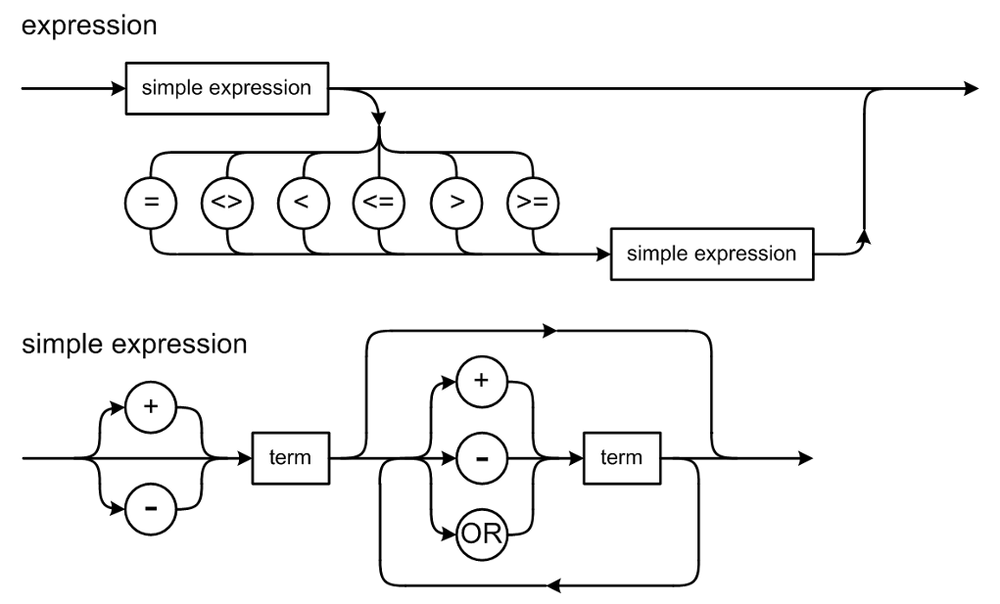 expression
simple expression
= <> < <= > >=
simple expression
simple expression
+
+
term - term
-
OR